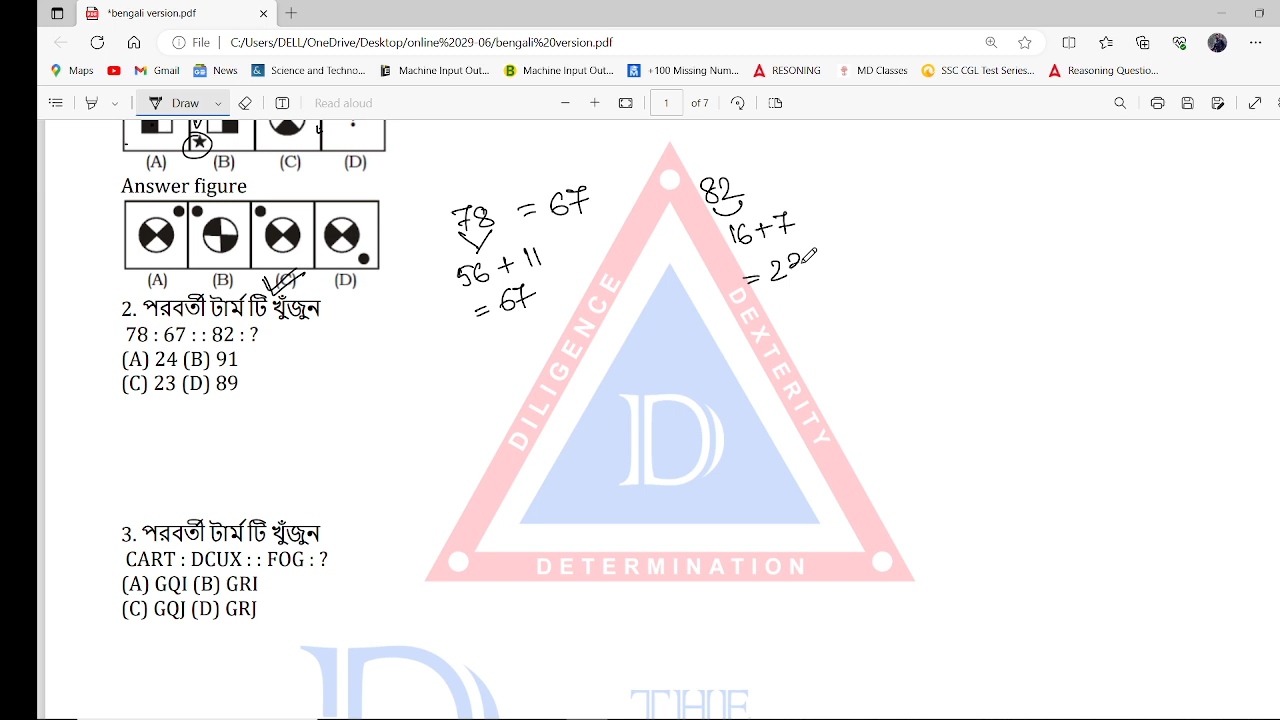 *bengali version.pdf
File C:/Users/DELL/OneDrive/Desktop/online%2029-06/bengali%20version.pdf
Maps Gmail News Science and Techno... Machine Input Out... Machine Input Out... +100 Missing Num... RESONING MD Classes SSC CGL Test Series... Reasoning Questio...
Draw Read aloud 1 of 7
(A) (B) (C) (D)
Answer figure
(A) (B) (C) (D)
78 = 67
56 + 11
= 67
82
16+7
2. পরবর্তী টার্ম টি খুঁজুন
78 : 67 : : 82 : ?
(A) 24 (B) 91
(C) 23 (D) 89
3. পরবর্তী টার্ম টি খুঁজুন
CART : DCUX : : FOG : ?
(A) GQI (B) GRI
(C) GQJ (D) GRJ
DILIGENCE
DEXTERITY
DETERMINATION
D
D
THE